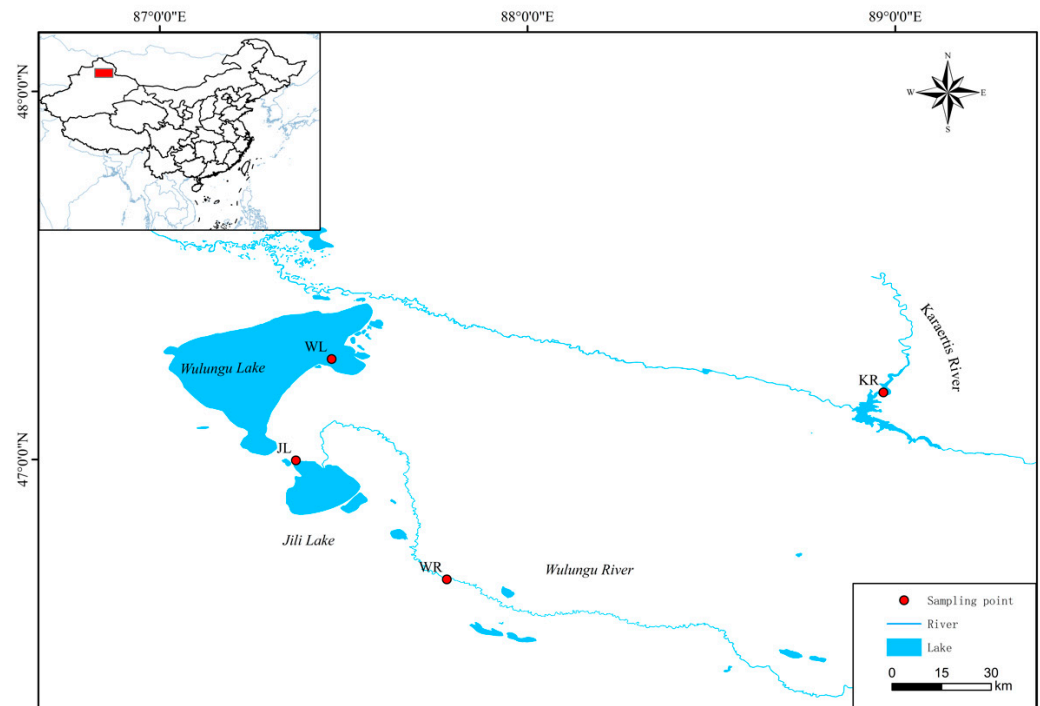 87°0'0"E
88°0'0"E
89°0'0"E
48°0'0"N
N
W
E
S
Karaertis River
WL
Wulungu Lake
KR
47°0'0"N
JL
Jili Lake
WR
Wulungu River
Sampling point
River
Lake
0 15 30
km